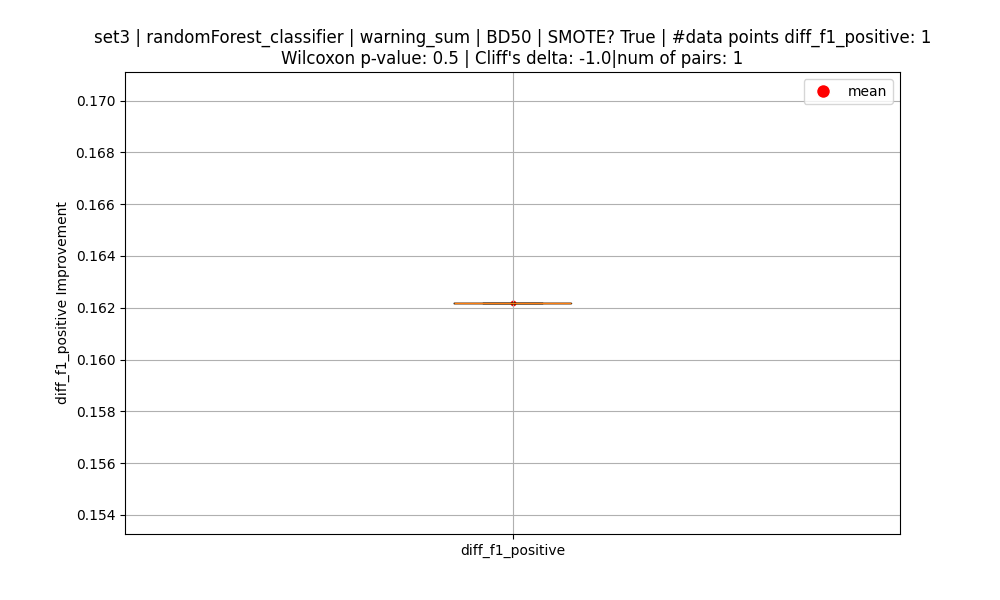 set3 | randomForest_classifier | warning_sum | BD50 | SMOTE? True | #data points diff_f1_positive: 1
Wilcoxon p-value: 0.5 | Cliff's delta: -1.0|num of pairs: 1
mean
0.170
0.168
0.166
0.164
0.162
0.160
0.158
0.156
0.154
diff_f1_positive Improvement
diff_f1_positive